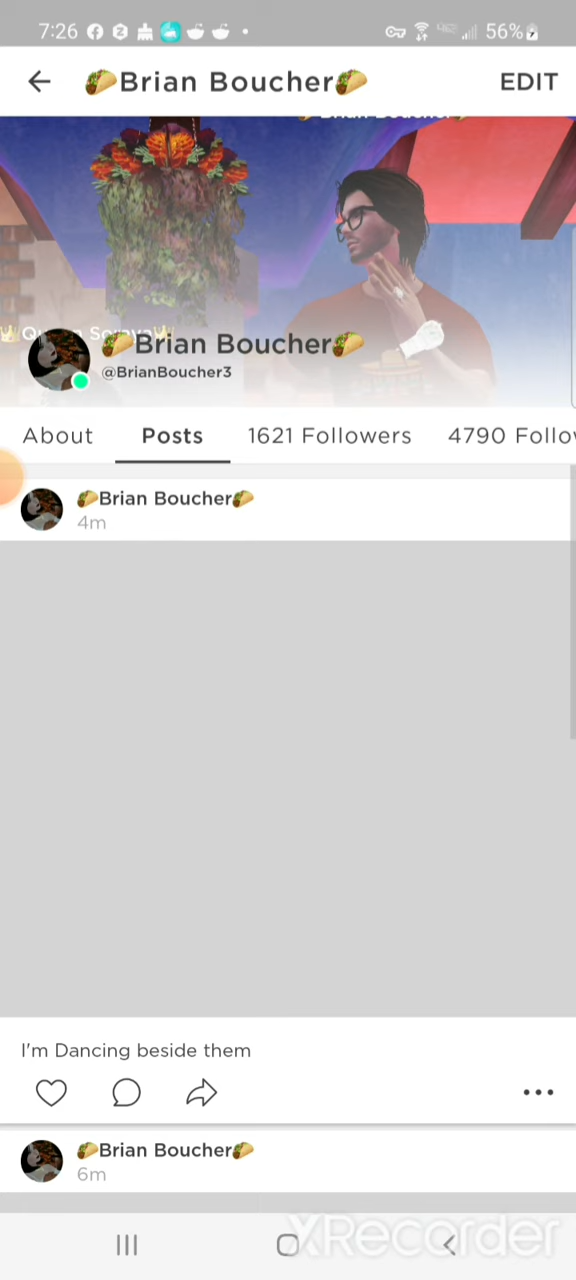 7:26
56%
🌮Brian Boucher🌮
EDIT
🌮Brian Boucher🌮
@BrianBoucher3
About
Posts
1621 Followers
4790 Follo
🌮Brian Boucher🌮
4m
I'm Dancing beside them
🌮Brian Boucher🌮
6m
XRecorder